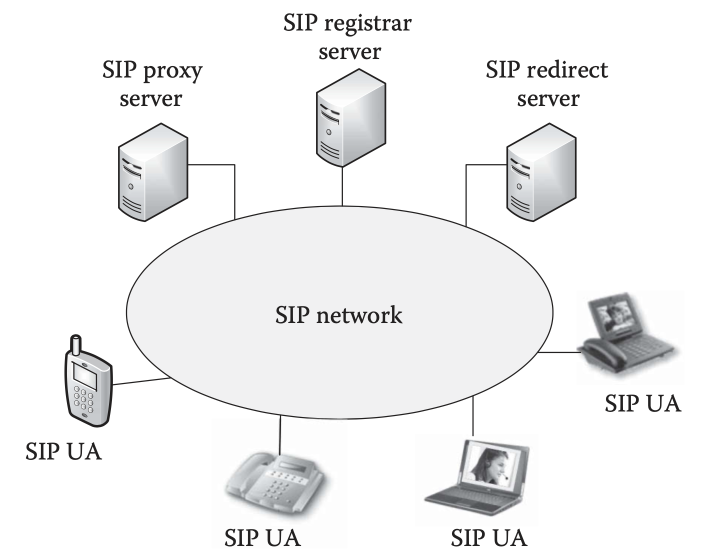 SIP registrar
server
SIP proxy
server
SIP redirect
server
SIP network
SIP UA
SIP UA
SIP UA
SIP UA